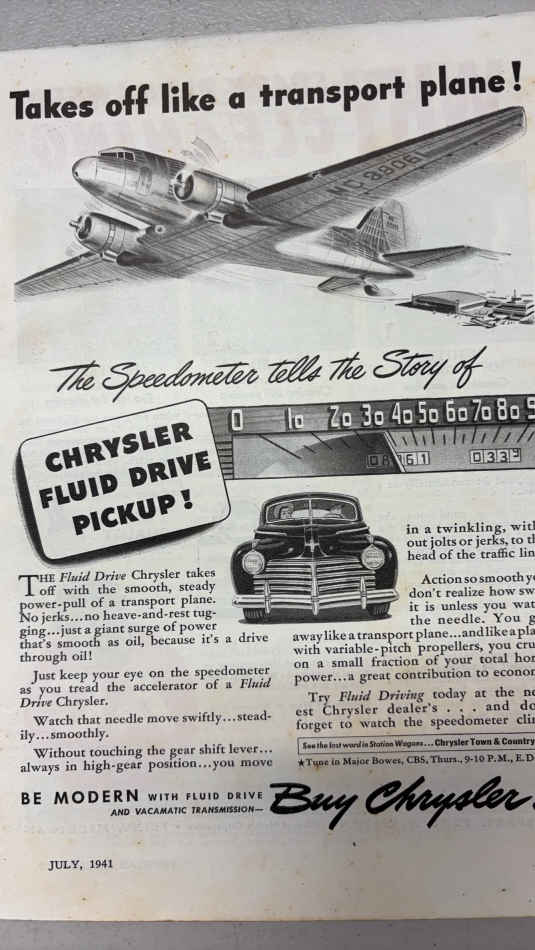 Takes off like a transport plane!
The Speedometer tells the Story of
0 10 20 30 40 50 60 70 80 9
CHRYSLER
FLUID DRIVE
PICKUP!
THE Fluid Drive Chrysler takes
off with the smooth, steady
power-pull of a transport plane.
No jerks...no heave-and-rest tug-
ging...just a giant surge of power
that's smooth as oil, because it's a drive
through oil!
Just keep your eye on the speedometer
as you tread the accelerator of a Fluid
Drive Chrysler.
Watch that needle move swiftly...stead-
ily...smoothly.
Without touching the gear shift lever...
always in high-gear position...you move
in a twinkling, with
out jolts or jerks, to th
head of the traffic lin
Action so smooth yo
don't realize how sw
it is unless you wat
the needle. You g
away like a transport plane...and like a pla
with variable-pitch propellers, you cru
on a small fraction of your total hor
power...a great contribution to econom
Try Fluid Driving today at the ne
est Chrysler dealer's . . . and do
forget to watch the speedometer clim
See the last word in Station Wagons... Chrysler Town & Country
★Tune in Major Bowes, CBS, Thurs., 9-10 P.M., E.D
BE MODERN WITH FLUID DRIVE
AND VACAMATIC TRANSMISSION—
Buy Chrysler
JULY, 1941